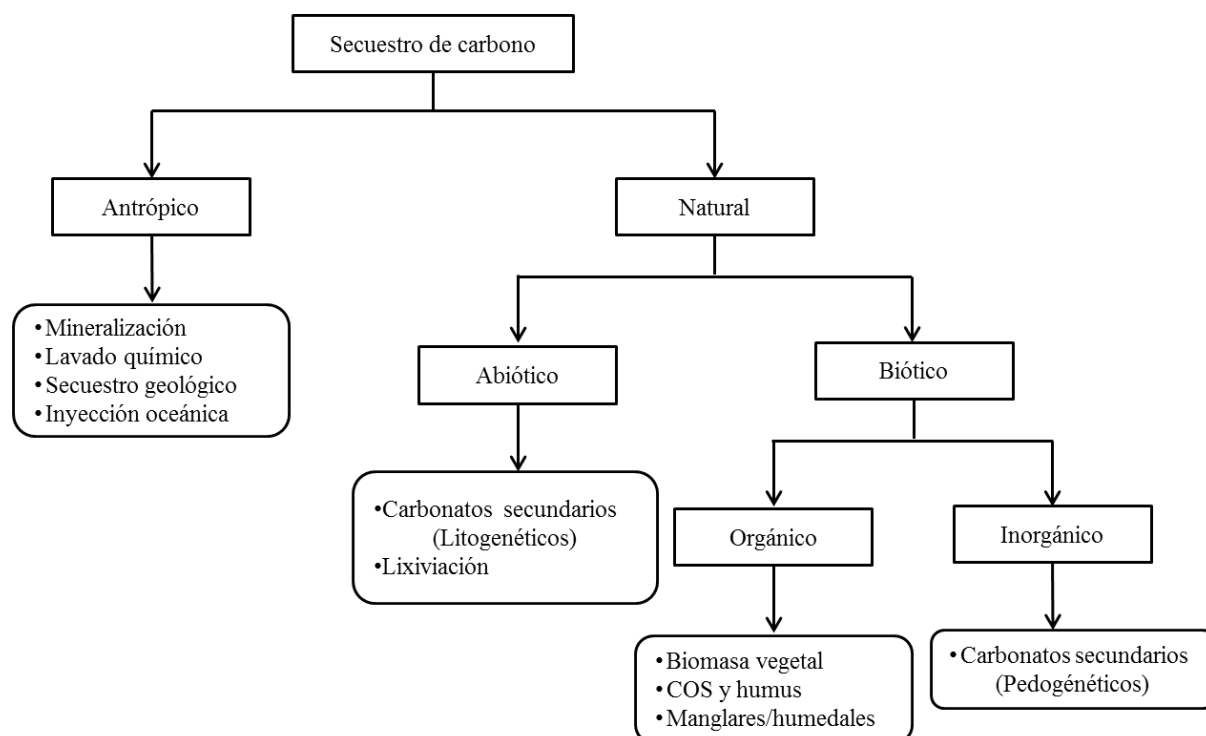 Secuestro de carbono
Antrópico
Natural
•Mineralización
•Lavado químico
•Secuestro geológico
•Inyección oceánica
Abiótico
Biótico
•Carbonatos secundarios
(Litogenéticos)
•Lixiviación
Orgánico
Inorgánico
•Biomasa vegetal
•COS y humus
•Manglares/humedales
•Carbonatos secundarios
(Pedogénéticos)